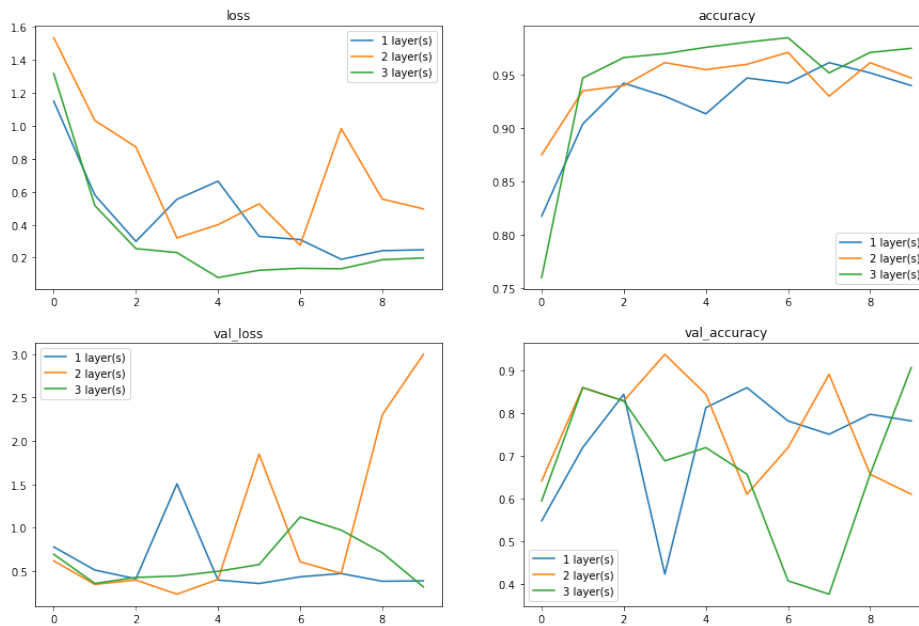 loss
1.6
1.4
1.2
1.0
0.8
0.6
0.4
0.2
0 2 4 6 8
1 layer(s)
2 layer(s)
3 layer(s)
accuracy
0.95
0.90
0.85
0.80
0.75
0 2 4 6 8
1 layer(s)
2 layer(s)
3 layer(s)
val_loss
3.0
2.5
2.0
1.5
1.0
0.5
0 2 4 6 8
1 layer(s)
2 layer(s)
3 layer(s)
val_accuracy
0.9
0.8
0.7
0.6
0.5
0.4
0 2 4 6 8
1 layer(s)
2 layer(s)
3 layer(s)